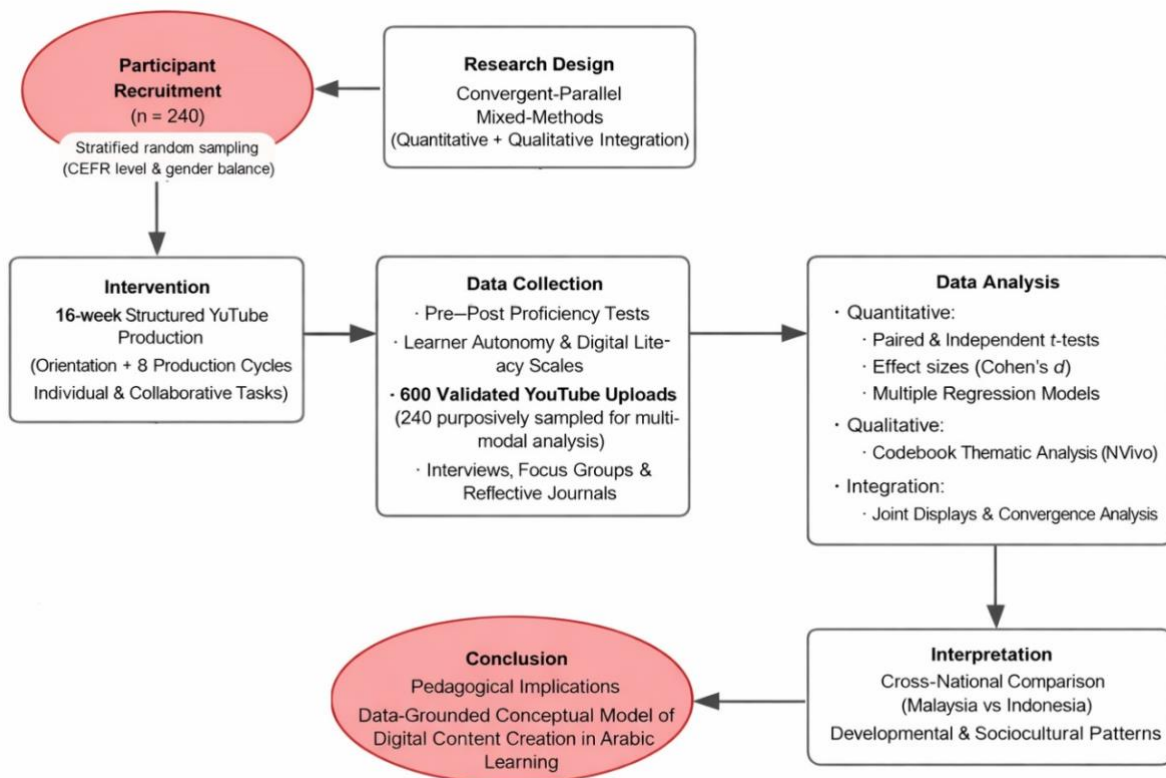 Participant
Recruitment
(n = 240)
Stratified random sampling
(CEFR level & gender balance)
Research Design
Convergent-Parallel
Mixed-Methods
(Quantitative + Qualitative Integration)
Intervention
16-week Structured YuTube
Production
(Orientation + 8 Production Cycles
Individual & Collaborative Tasks)
Data Collection
· Pre–Post Proficiency Tests
· Learner Autonomy & Digital Lite-
acy Scales
· 600 Validated YouTube Uploads
(240 purposively sampled for multi-
modal analysis)
· Interviews, Focus Groups &
Reflective Journals
Data Analysis
· Quantitative:
· Paired & Independent t-tests
· Effect sizes (Cohen's d)
· Multiple Regression Models
· Qualitative:
· Codebook Thematic Analysis (NVivo)
· Integration:
· Joint Displays & Convergence Analysis
Interpretation
Cross-National Comparison
(Malaysia vs Indonesia)
Developmental & Sociocultural Patterns
Conclusion
Pedagogical Implications
Data-Grounded Conceptual Model of
Digital Content Creation in Arabic
Learning